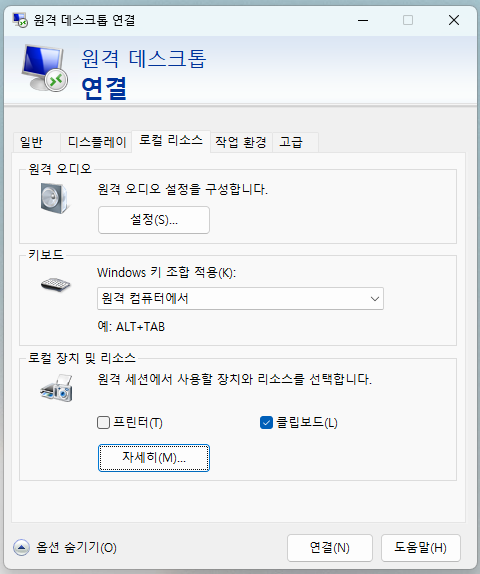 원격 데스크톱 연결
원격 데스크톱
연결
일반 디스플레이 로컬 리소스 작업 환경 고급
원격 오디오
원격 오디오 설정을 구성합니다.
설정(S)...
키보드
Windows 키 조합 적용(K):
원격 컴퓨터에서
예: ALT+TAB
로컬 장치 및 리소스
원격 세션에서 사용할 장치와 리소스를 선택합니다.
프린터(T) 클립보드(L)
자세히(M)...
옵션 숨기기(O) 연결(N) 도움말(H)